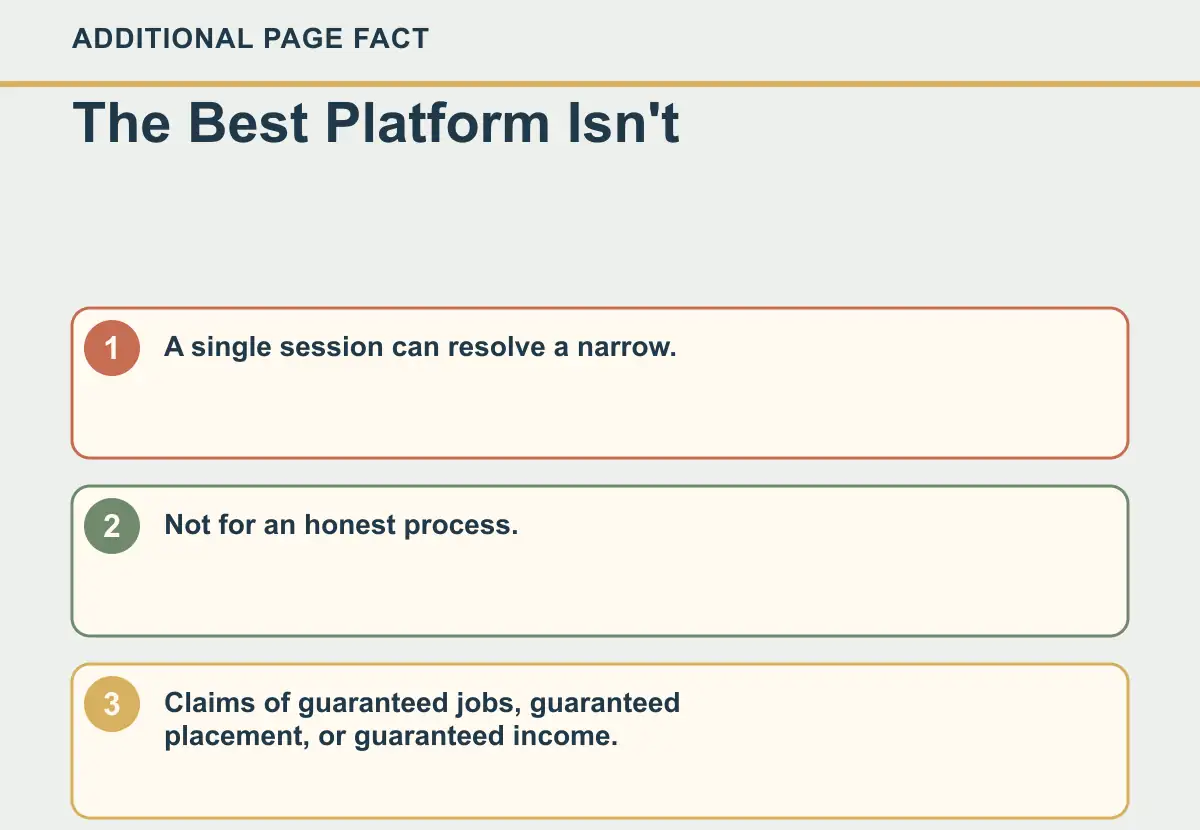 ADDITIONAL PAGE FACT
The Best Platform Isn't
1
A single session can resolve a narrow.
2
Not for an honest process.
3
Claims of guaranteed jobs, guaranteed
placement, or guaranteed income.